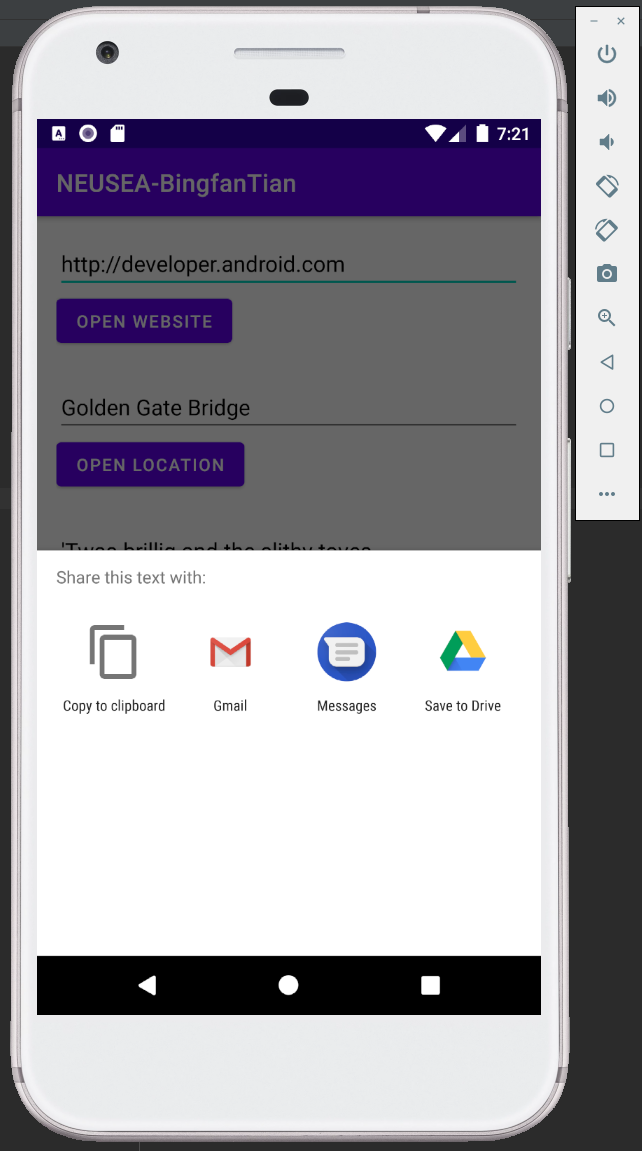 7:21
NEUSEA-BingfanTian
http://developer.android.com
OPEN WEBSITE
Golden Gate Bridge
OPEN LOCATION
'Twas brillig and the slithy toves
Share this text with:
Copy to clipboard
Gmail
Messages
Save to Drive